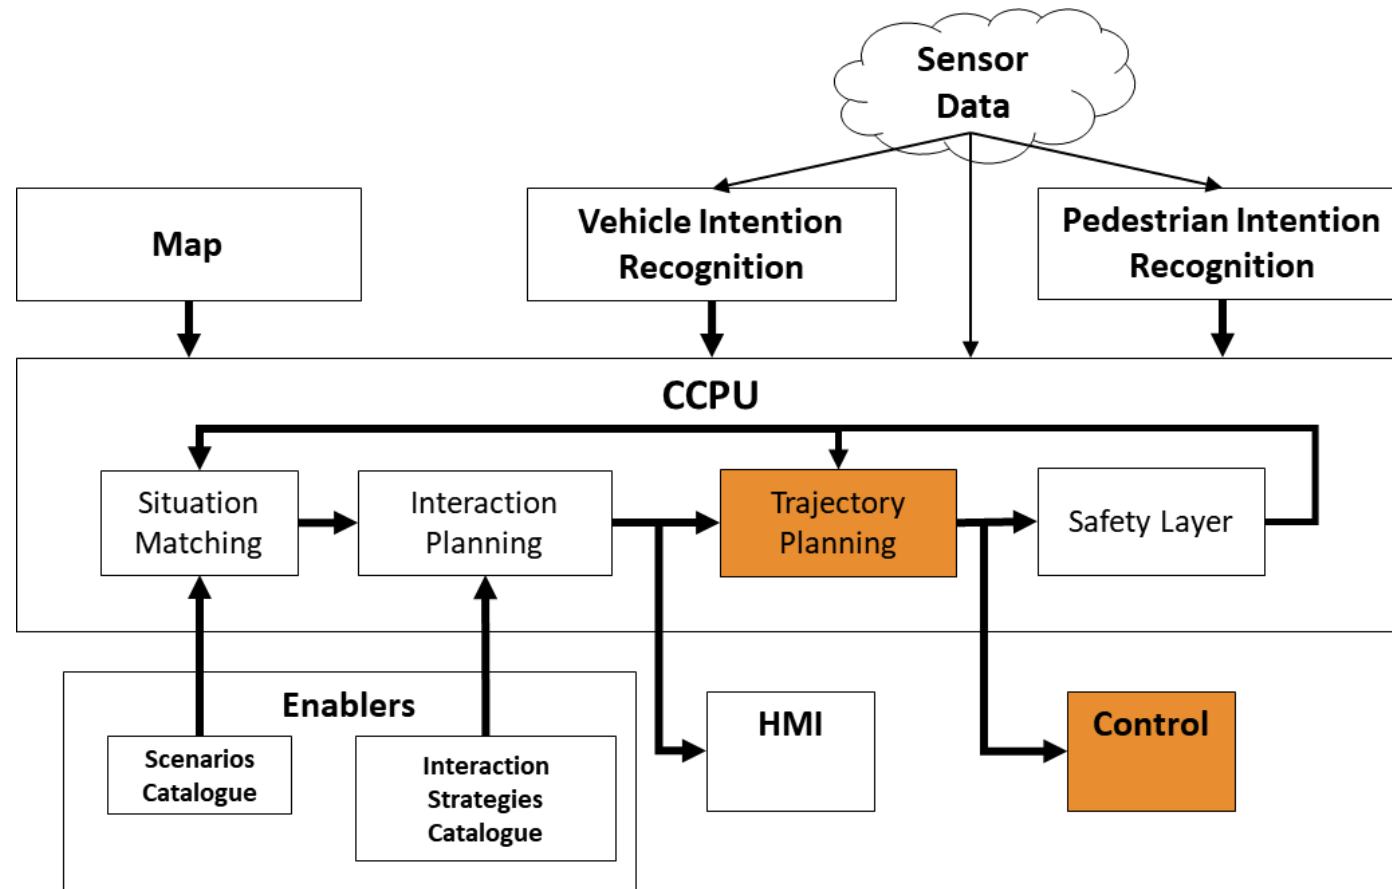 Sensor
Data
Map
Vehicle Intention
Recognition
Pedestrian Intention
Recognition
CCPU
Situation
Matching
Interaction
Planning
Trajectory
Planning
Safety Layer
Enablers
Scenarios
Catalogue
Interaction
Strategies
Catalogue
HMI
Control